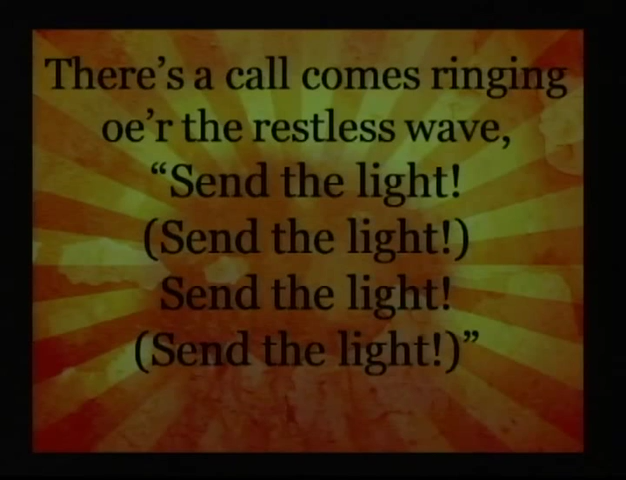 There's a call comes ringing
oe'r the restless wave,
“Send the light!
(Send the light!)
Send the light!
(Send the light!)”